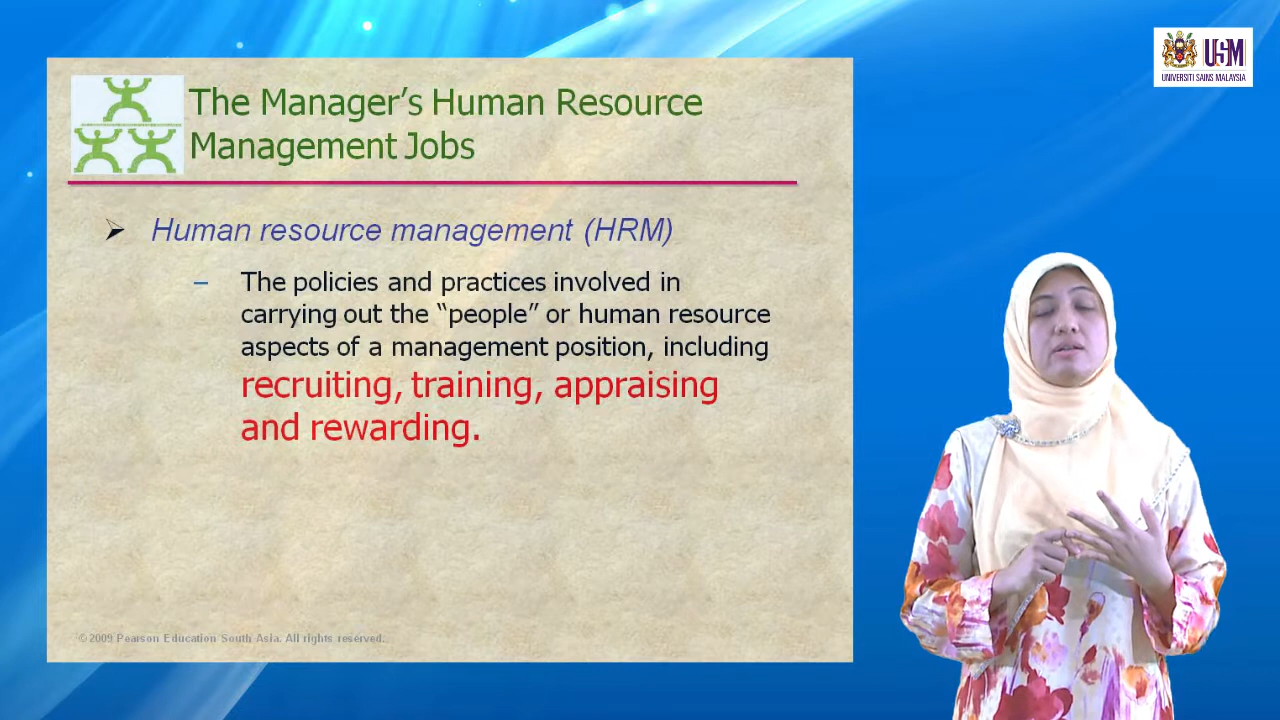 The Manager's Human Resource
Management Jobs
➢ Human resource management (HRM)
– The policies and practices involved in
carrying out the “people” or human resource
aspects of a management position, including
recruiting, training, appraising
and rewarding.
© 2009 Pearson Education South Asia. All rights reserved.
USM
UNIVERSITI SAINS MALAYSIA